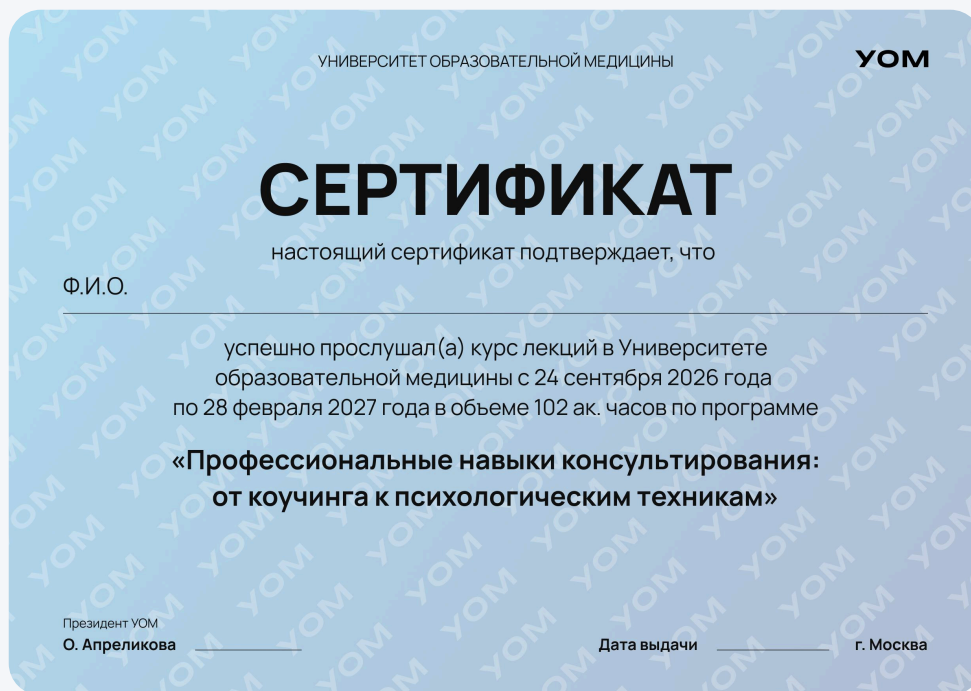 УНИВЕРСИТЕТ ОБРАЗОВАТЕЛЬНОЙ МЕДИЦИНЫ
УОМ
СЕРТИФИКАТ
настоящий сертификат подтверждает, что
Ф.И.О.
успешно прослушал(а) курс лекций в Университете
образовательной медицины с 24 сентября 2026 года
по 28 февраля 2027 года в объеме 102 ак. часов по программе
«Профессиональные навыки консультирования:
от коучинга к психологическим техникам»
Президент УОМ
О. Апреликова
Дата выдачи
г. Москва